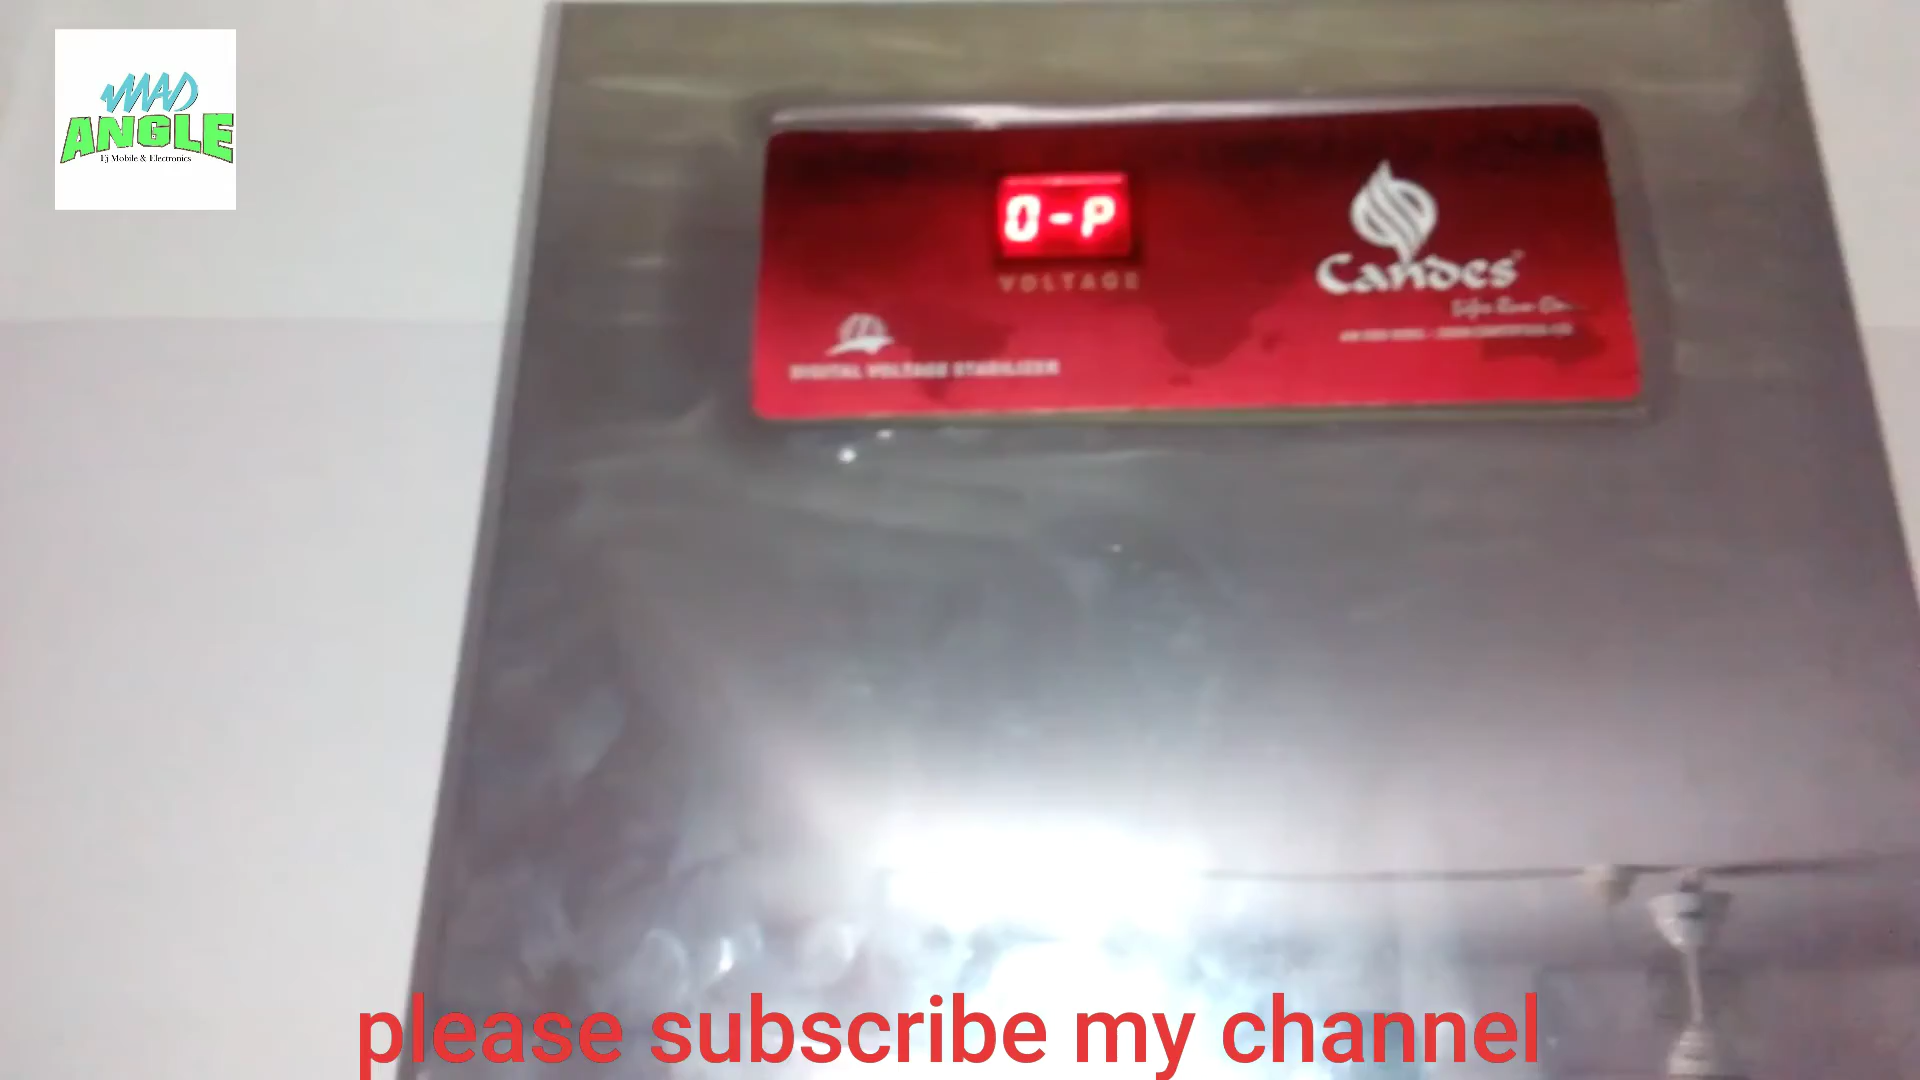 MAD
ANGLE
Ej Mobile & Electronics
0-P
VOLTAGE
Candes
DIGITAL VOLTAGE STABILIZER
please subscribe my channel